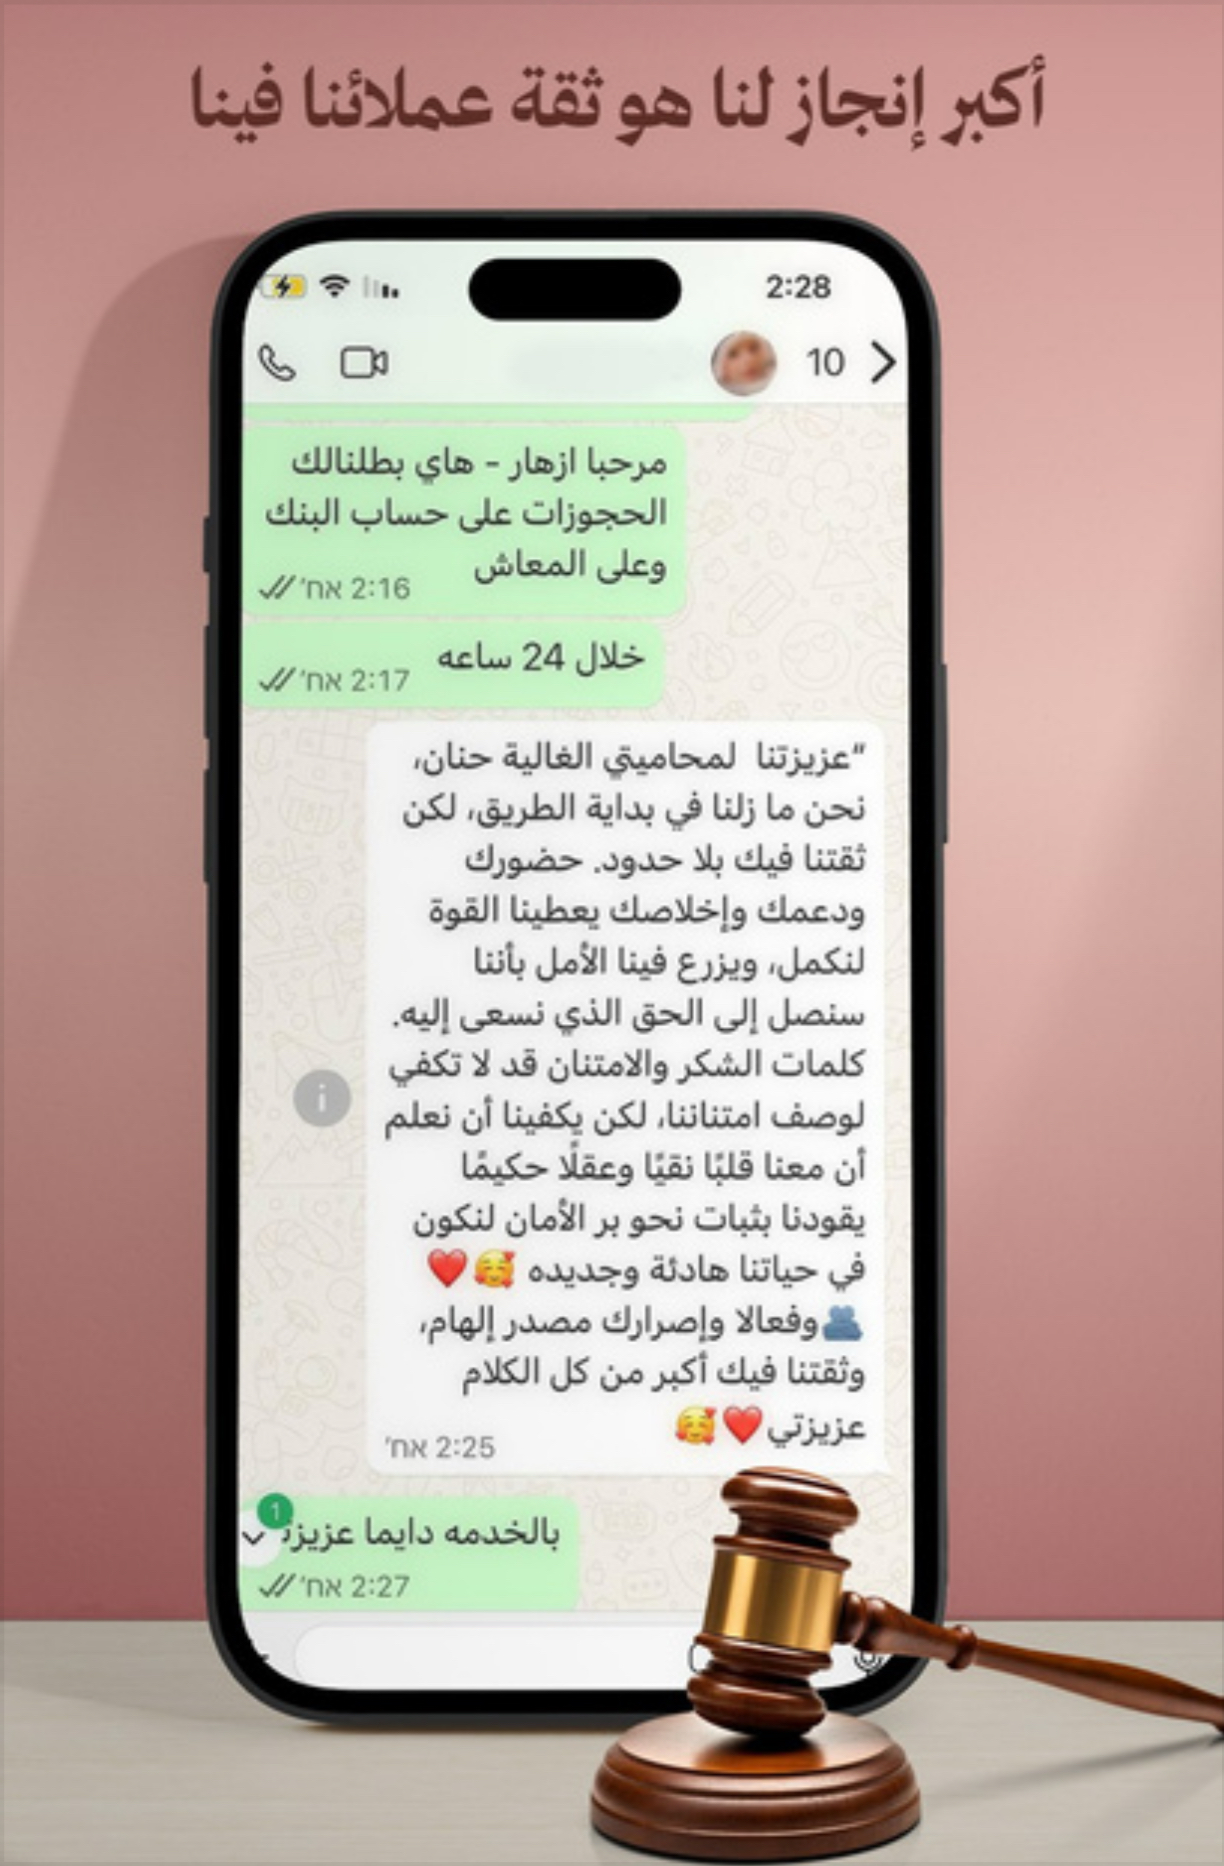 أكبر إنجاز لنا هو ثقة عملائنا فينا
2:28
10
مرحبا ازهار - هاي بطلنالك
الحجوزات على حساب البنك
وعلى المعاش
2:16 אח׳
خلال 24 ساعه
2:17 אח׳
“عزيزتنا لمحاميتي الغالية حنان،
نحن ما زلنا في بداية الطريق، لكن
ثقتنا فيك بلا حدود. حضورك
ودعمك وإخلاصك يعطينا القوة
لنكمل، ويزرع فينا الأمل بأننا
سنصل إلى الحق الذي نسعى إليه.
كلمات الشكر والامتنان قد لا تكفي
لوصف امتناننا، لكن يكفينا أن نعلم
أن معنا قلبًا نقيًا وعقلًا حكيمًا
يقودنا بثبات نحو بر الأمان لنكون
في حياتنا هادئة وجديده 🥰❤️
🫂وفعالا وإصرارك مصدر إلهام،
وثقتنا فيك أكبر من كل الكلام
عزيزتي❤️🥰
2:25 אח׳
بالخدمه دايما
1
2:27 אח׳